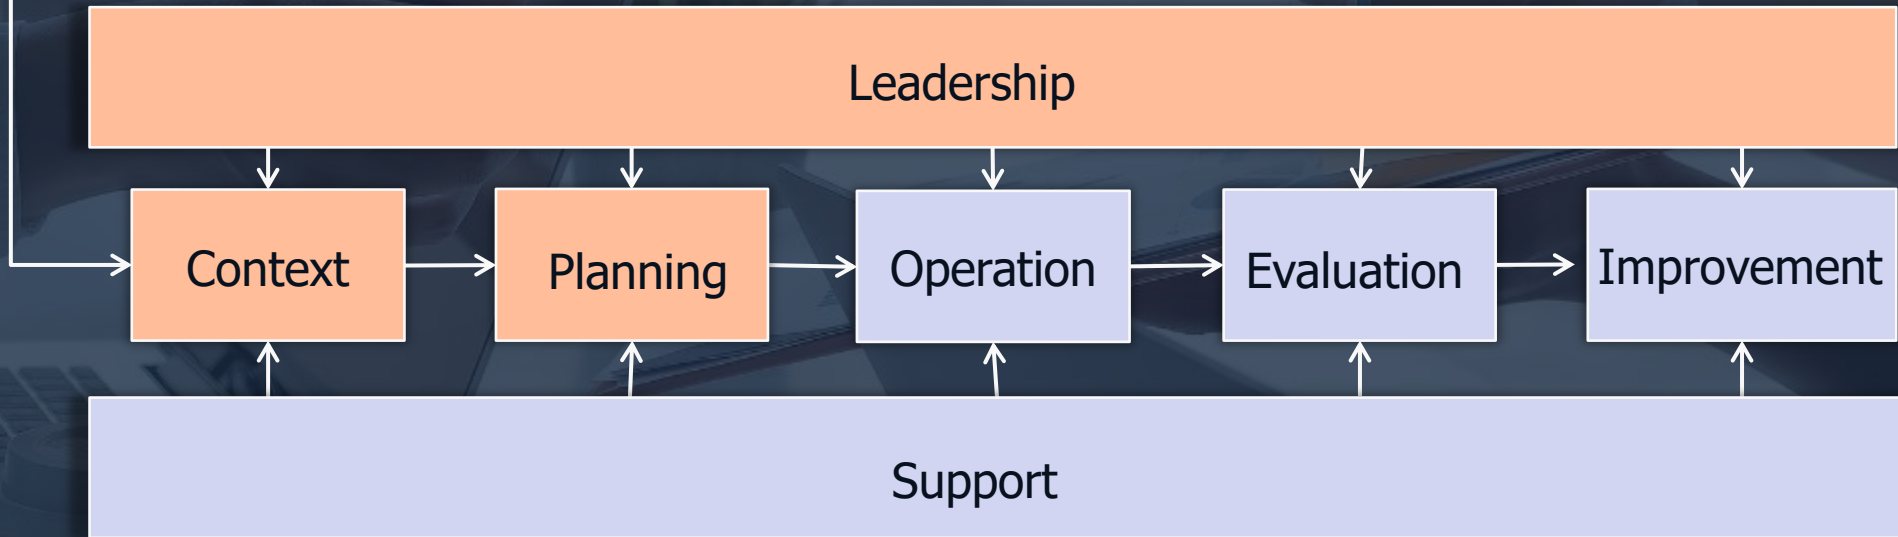 Leadership
Context
Planning
Operation
Evaluation
Improvement
Support